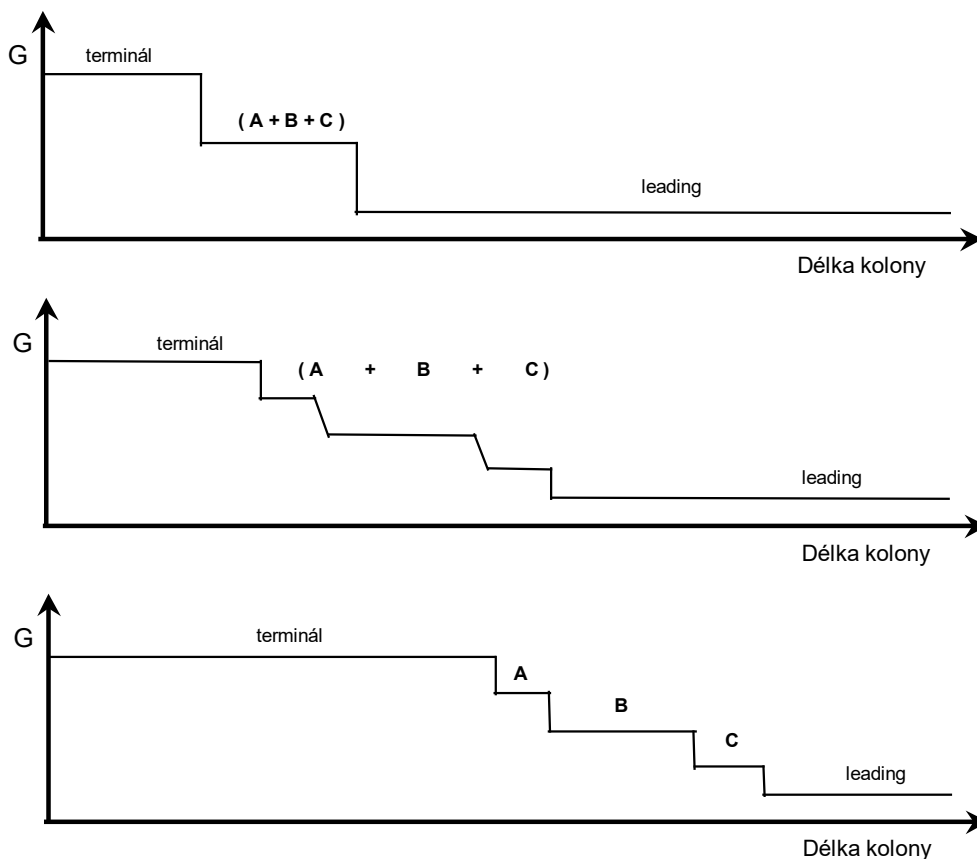 G
terminál
( A + B + C )
leading
Délka kolony
G
terminál
( A + B + C )
leading
Délka kolony
G
terminál
A
B
C
leading
Délka kolony